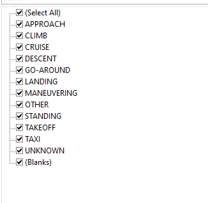 (Select All)
APPROACH
CLIMB
CRUISE
DESCENT
GO-AROUND
LANDING
MANEUVERING
OTHER
STANDING
TAKEOFF
TAXI
UNKNOWN
(Blanks)